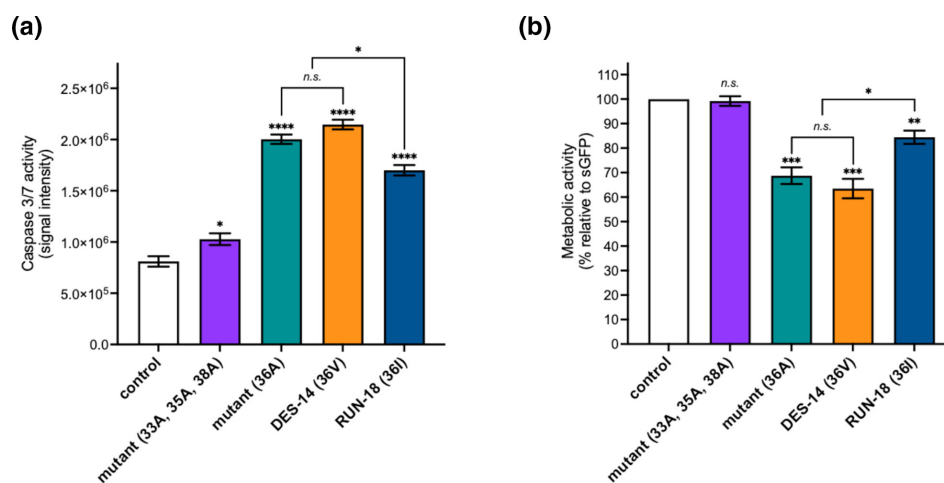 (a)
Caspase 3/7 activity
(signal intensity)
2.5×10⁶
2.0×10⁶
1.5×10⁶
1.0×10⁶
5.0×10⁵
0.0
*
****
n.s.
****
*
****
control
mutant (33A, 35A, 38A)
mutant (36A)
DES-14 (36V)
RUN-18 (36I)
(b)
Metabolic activity
(% relative to sGFP)
110
100
90
80
70
60
50
40
30
20
10
0
n.s.
***
n.s.
***
*
**
control
mutant (33A, 35A, 38A)
mutant (36A)
DES-14 (36V)
RUN-18 (36I)